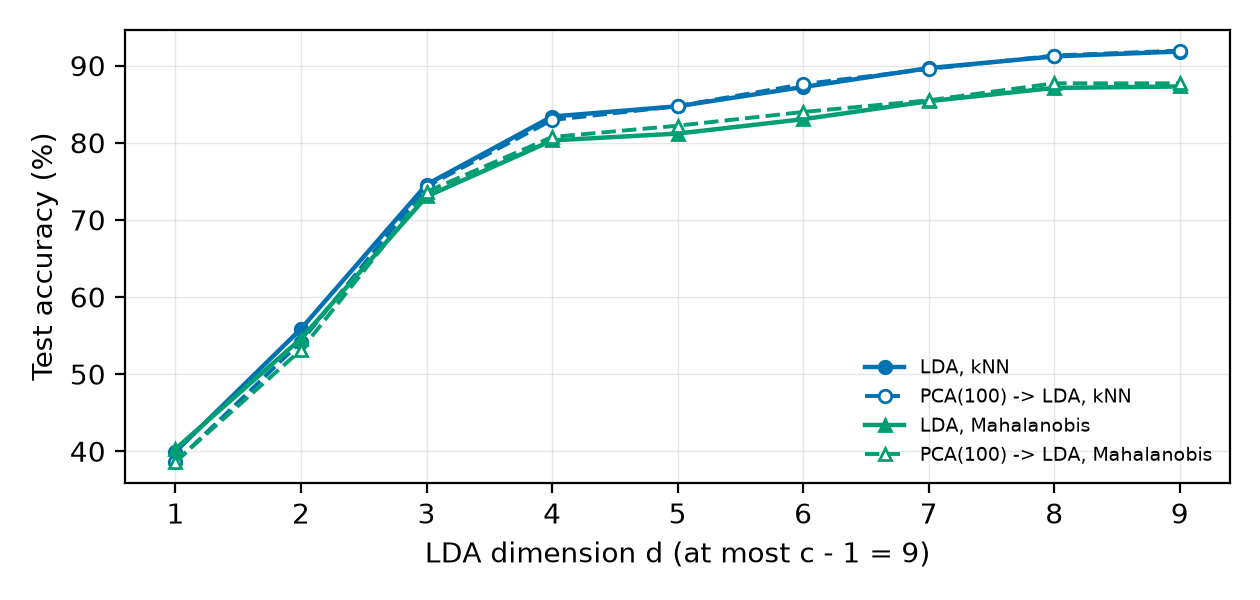 90
80
70
60
50
40
Test accuracy (%)
LDA, kNN
PCA(100) -> LDA, kNN
LDA, Mahalanobis
PCA(100) -> LDA, Mahalanobis
1 2 3 4 5 6 7 8 9
LDA dimension d (at most c - 1 = 9)